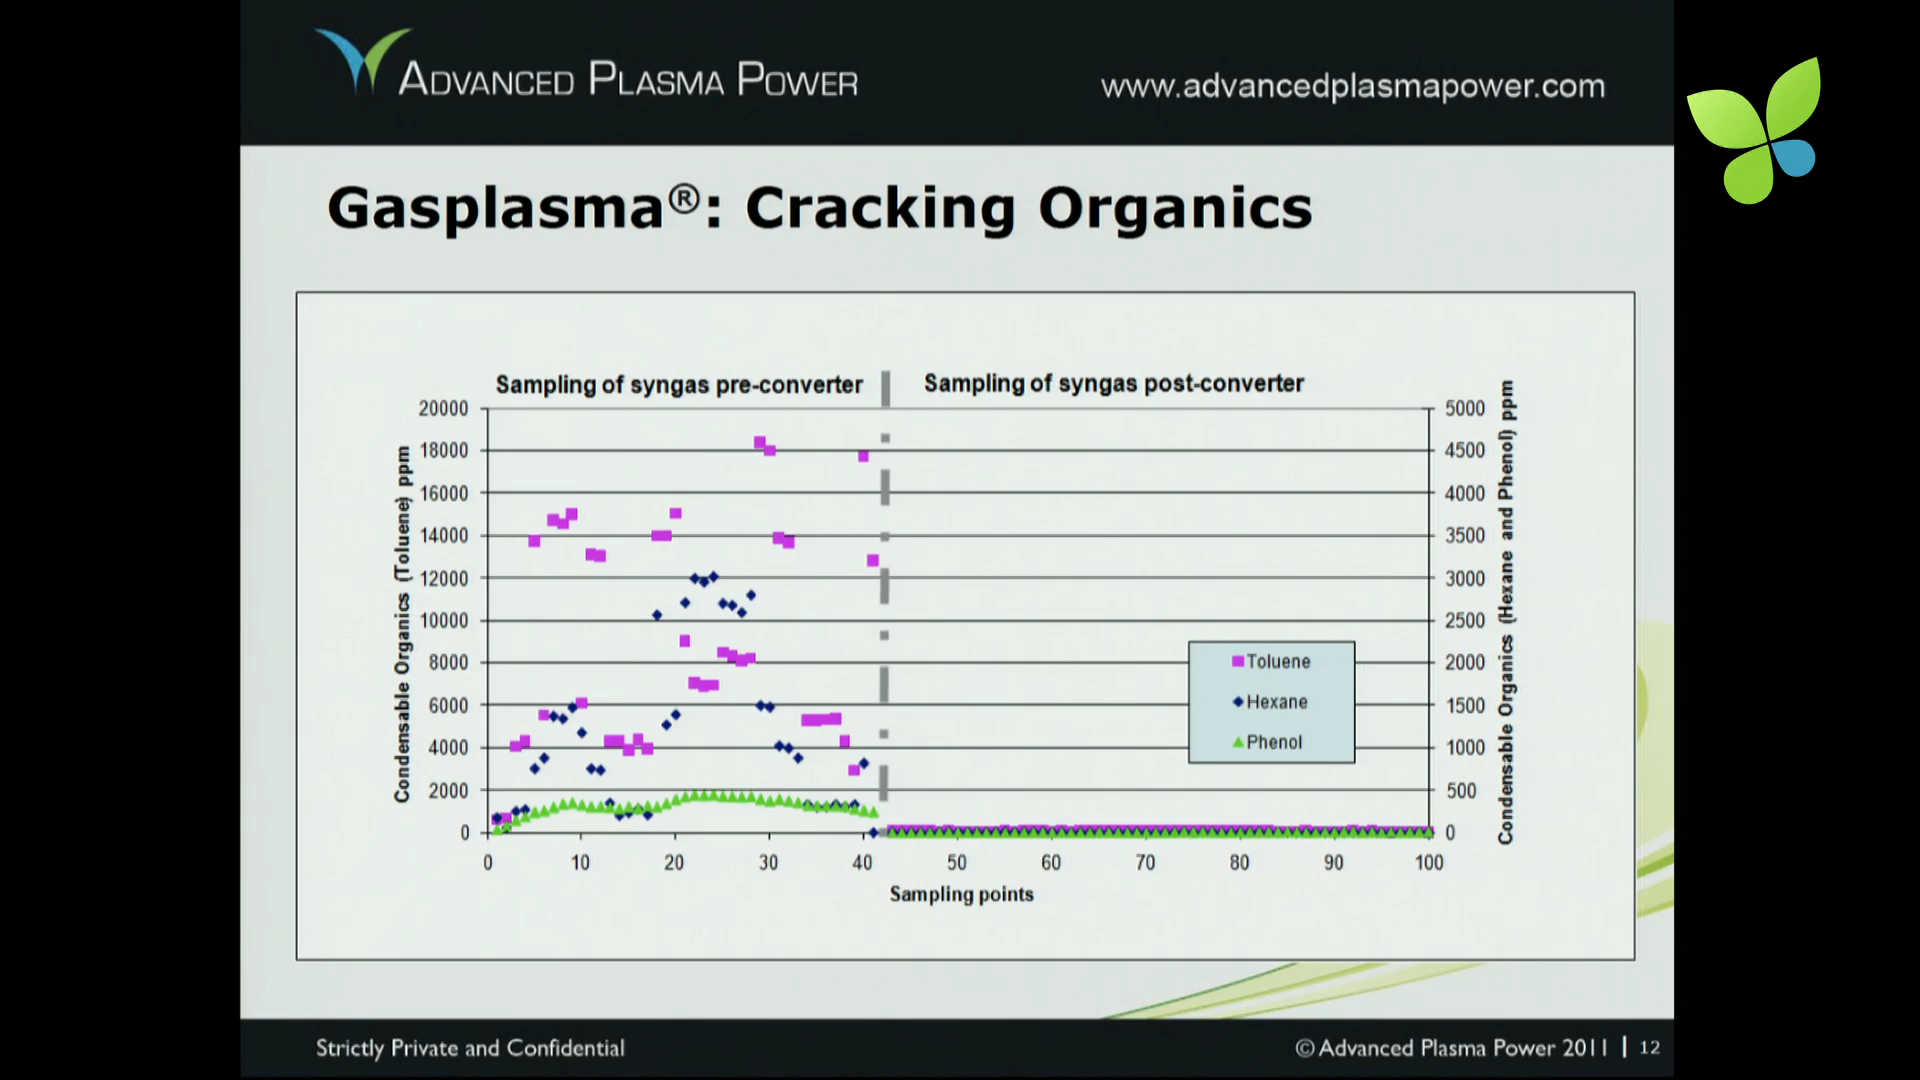 ADVANCED PLASMA POWER
www.advancedplasmapower.com
Gasplasma®: Cracking Organics
Sampling of syngas pre-converter
Sampling of syngas post-converter
20000
18000
16000
14000
12000
10000
8000
6000
4000
2000
0
Condensable Organics (Toluene) ppm
5000
4500
4000
3500
3000
2500
2000
1500
1000
500
0
Condensable Organics (Hexane and Phenol) ppm
Toluene
Hexane
Phenol
0 10 20 30 40 50 60 70 80 90 100
Sampling points
Strictly Private and Confidential
© Advanced Plasma Power 2011 | 12